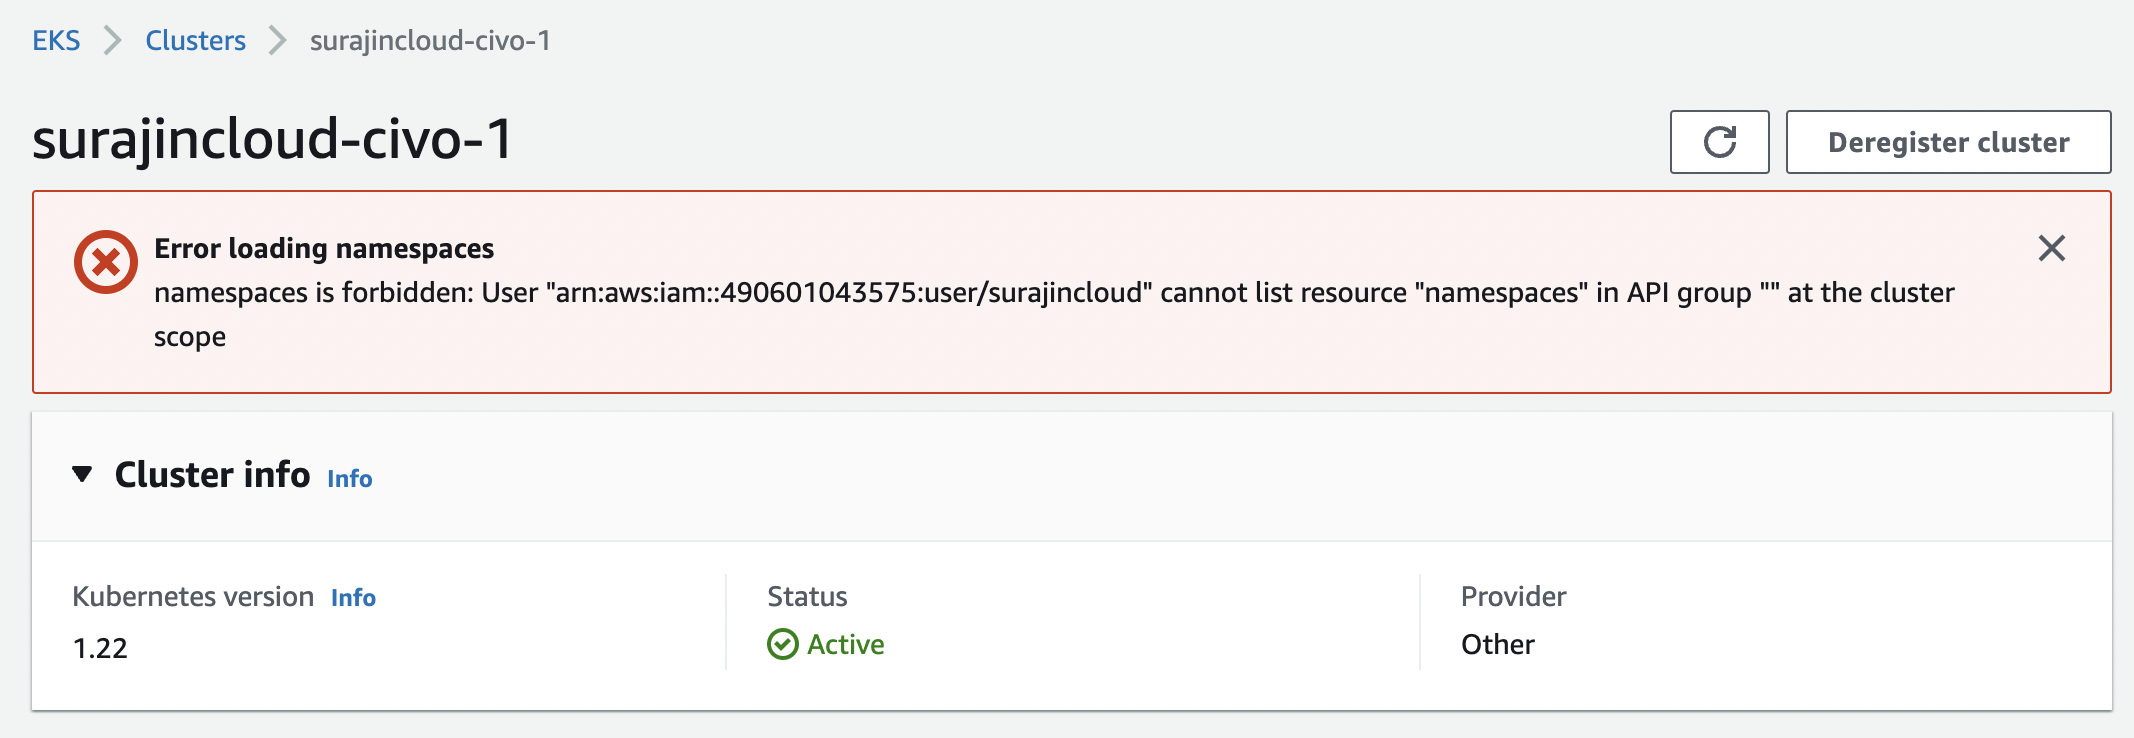 EKS > Clusters > surajincloud-civo-1
surajincloud-civo-1
Deregister cluster
Error loading namespaces
namespaces is forbidden: User "arn:aws:iam::490601043575:user/surajincloud" cannot list resource "namespaces" in API group "" at the cluster
scope
Cluster info Info
Kubernetes version Info
1.22
Status
Active
Provider
Other